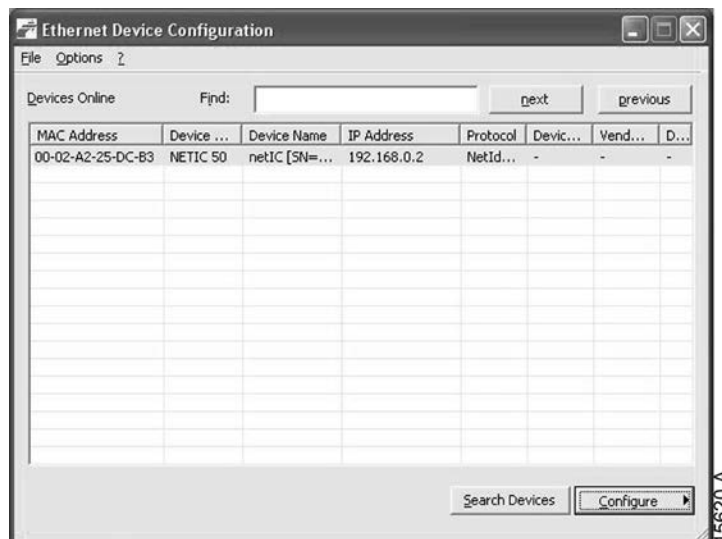 Ethernet Device Configuration
File Options ?
Devices Online Find: next previous
MAC Address Device ... Device Name IP Address Protocol Devic... Vend... D...
00-02-A2-25-DC-B3 NETIC 50 netIC [SN=... 192.168.0.2 NetId... - - -
Search Devices Configure